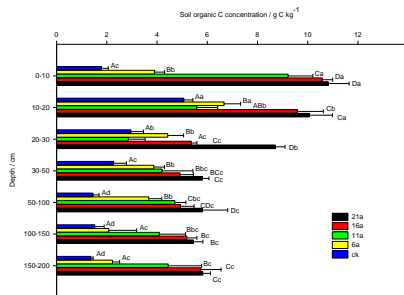 Soil organic C concentration / g C kg⁻¹
0 2 4 6 8 10 12 14
Depth / cm
0-10
Ac
Bb
Ca
Da
Da
10-20
Aa
Ba
ABb
Cb
Ca
20-30
Ab
Bb
Ac
Cc
Db
30-50
Ac
Bb
Bbc
BCc
Cc
50-100
Ad
Bb
Cbc
CDc
Dc
100-150
Ad
Ac
Bbc
Bc
Bc
150-200
Ad
Cc
Bc
Cc
Cc
21a
16a
11a
6a
ck